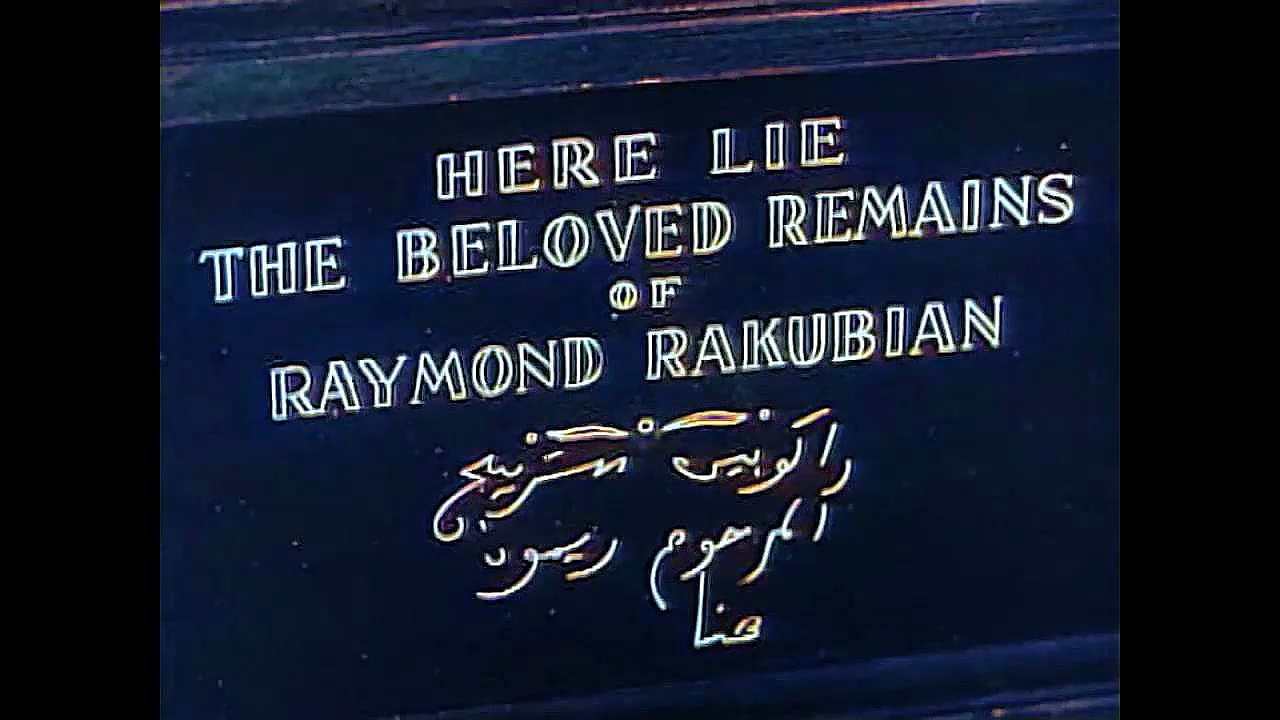 HERE LIE
THE BELOVED REMAINS
OF
RAYMOND RAKUBIAN
المرحوم ريمون
هنا